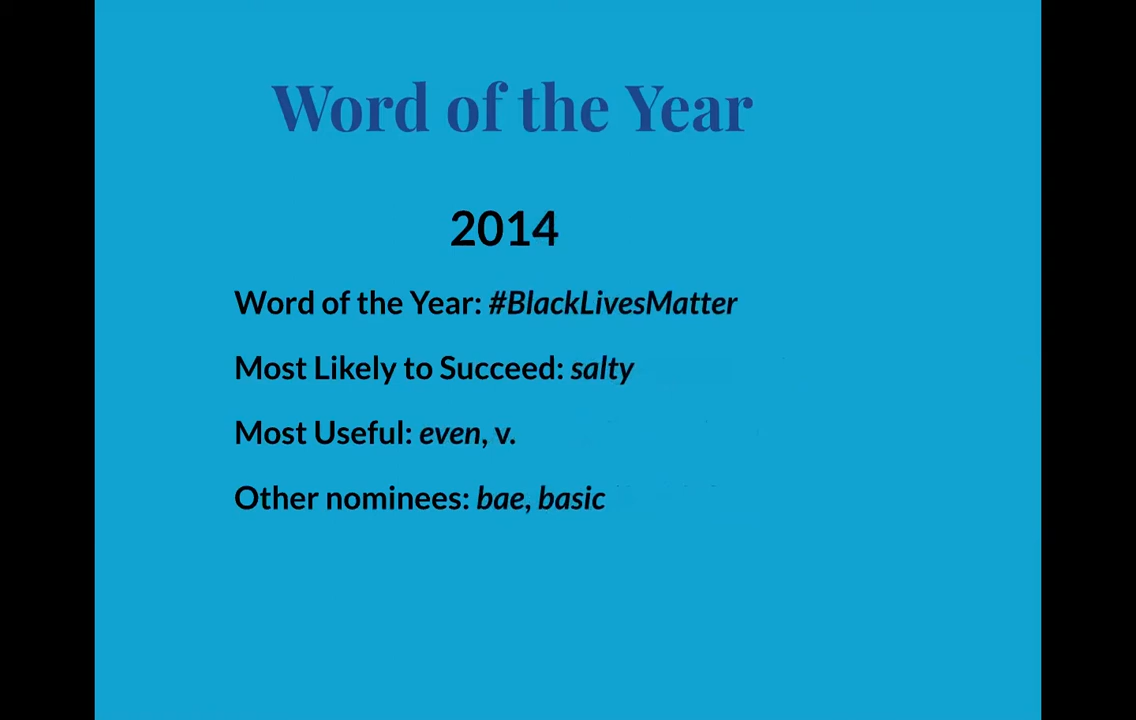 Word of the Year
2014
Word of the Year: #BlackLivesMatter
Most Likely to Succeed: salty
Most Useful: even, v.
Other nominees: bae, basic